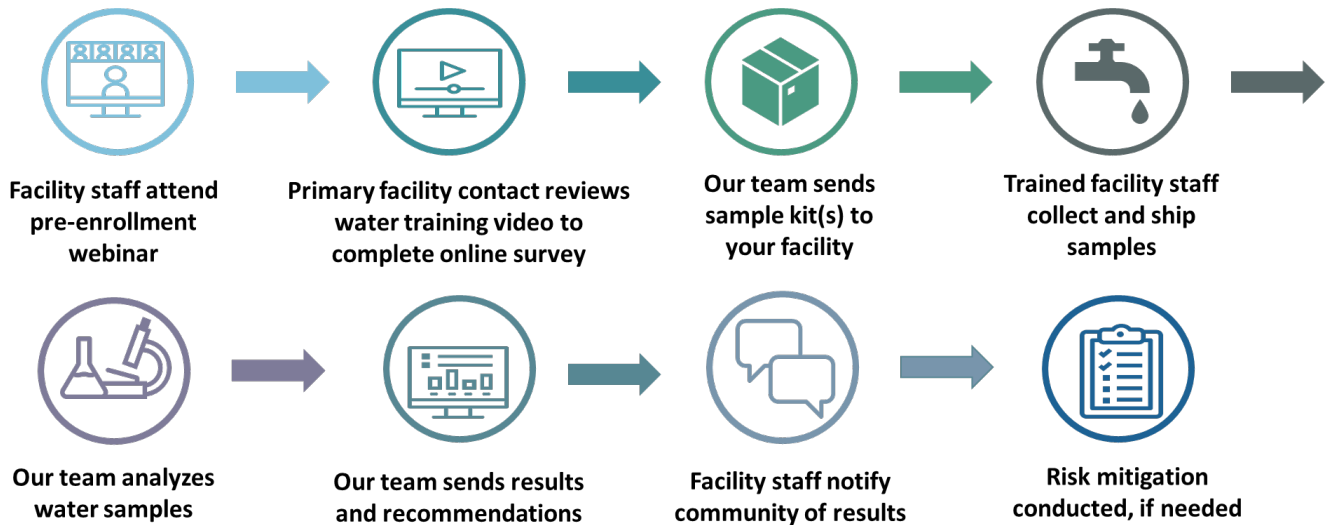 Facility staff attend
pre-enrollment
webinar
Primary facility contact reviews
water training video to
complete online survey
Our team sends
sample kit(s) to
your facility
Trained facility staff
collect and ship
samples
Our team analyzes
water samples
Our team sends results
and recommendations
Facility staff notify
community of results
Risk mitigation
conducted, if needed